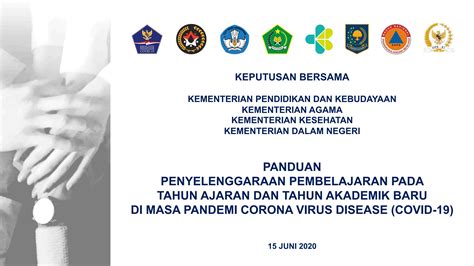 KEPUTUSAN BERSAMA
KEMENTERIAN PENDIDIKAN DAN KEBUDAYAAN
KEMENTERIAN AGAMA
KEMENTERIAN KESEHATAN
KEMENTERIAN DALAM NEGERI
PANDUAN
PENYELENGGARAAN PEMBELAJARAN PADA
TAHUN AJARAN DAN TAHUN AKADEMIK BARU
DI MASA PANDEMI CORONA VIRUS DISEASE (COVID-19)
15 JUNI 2020